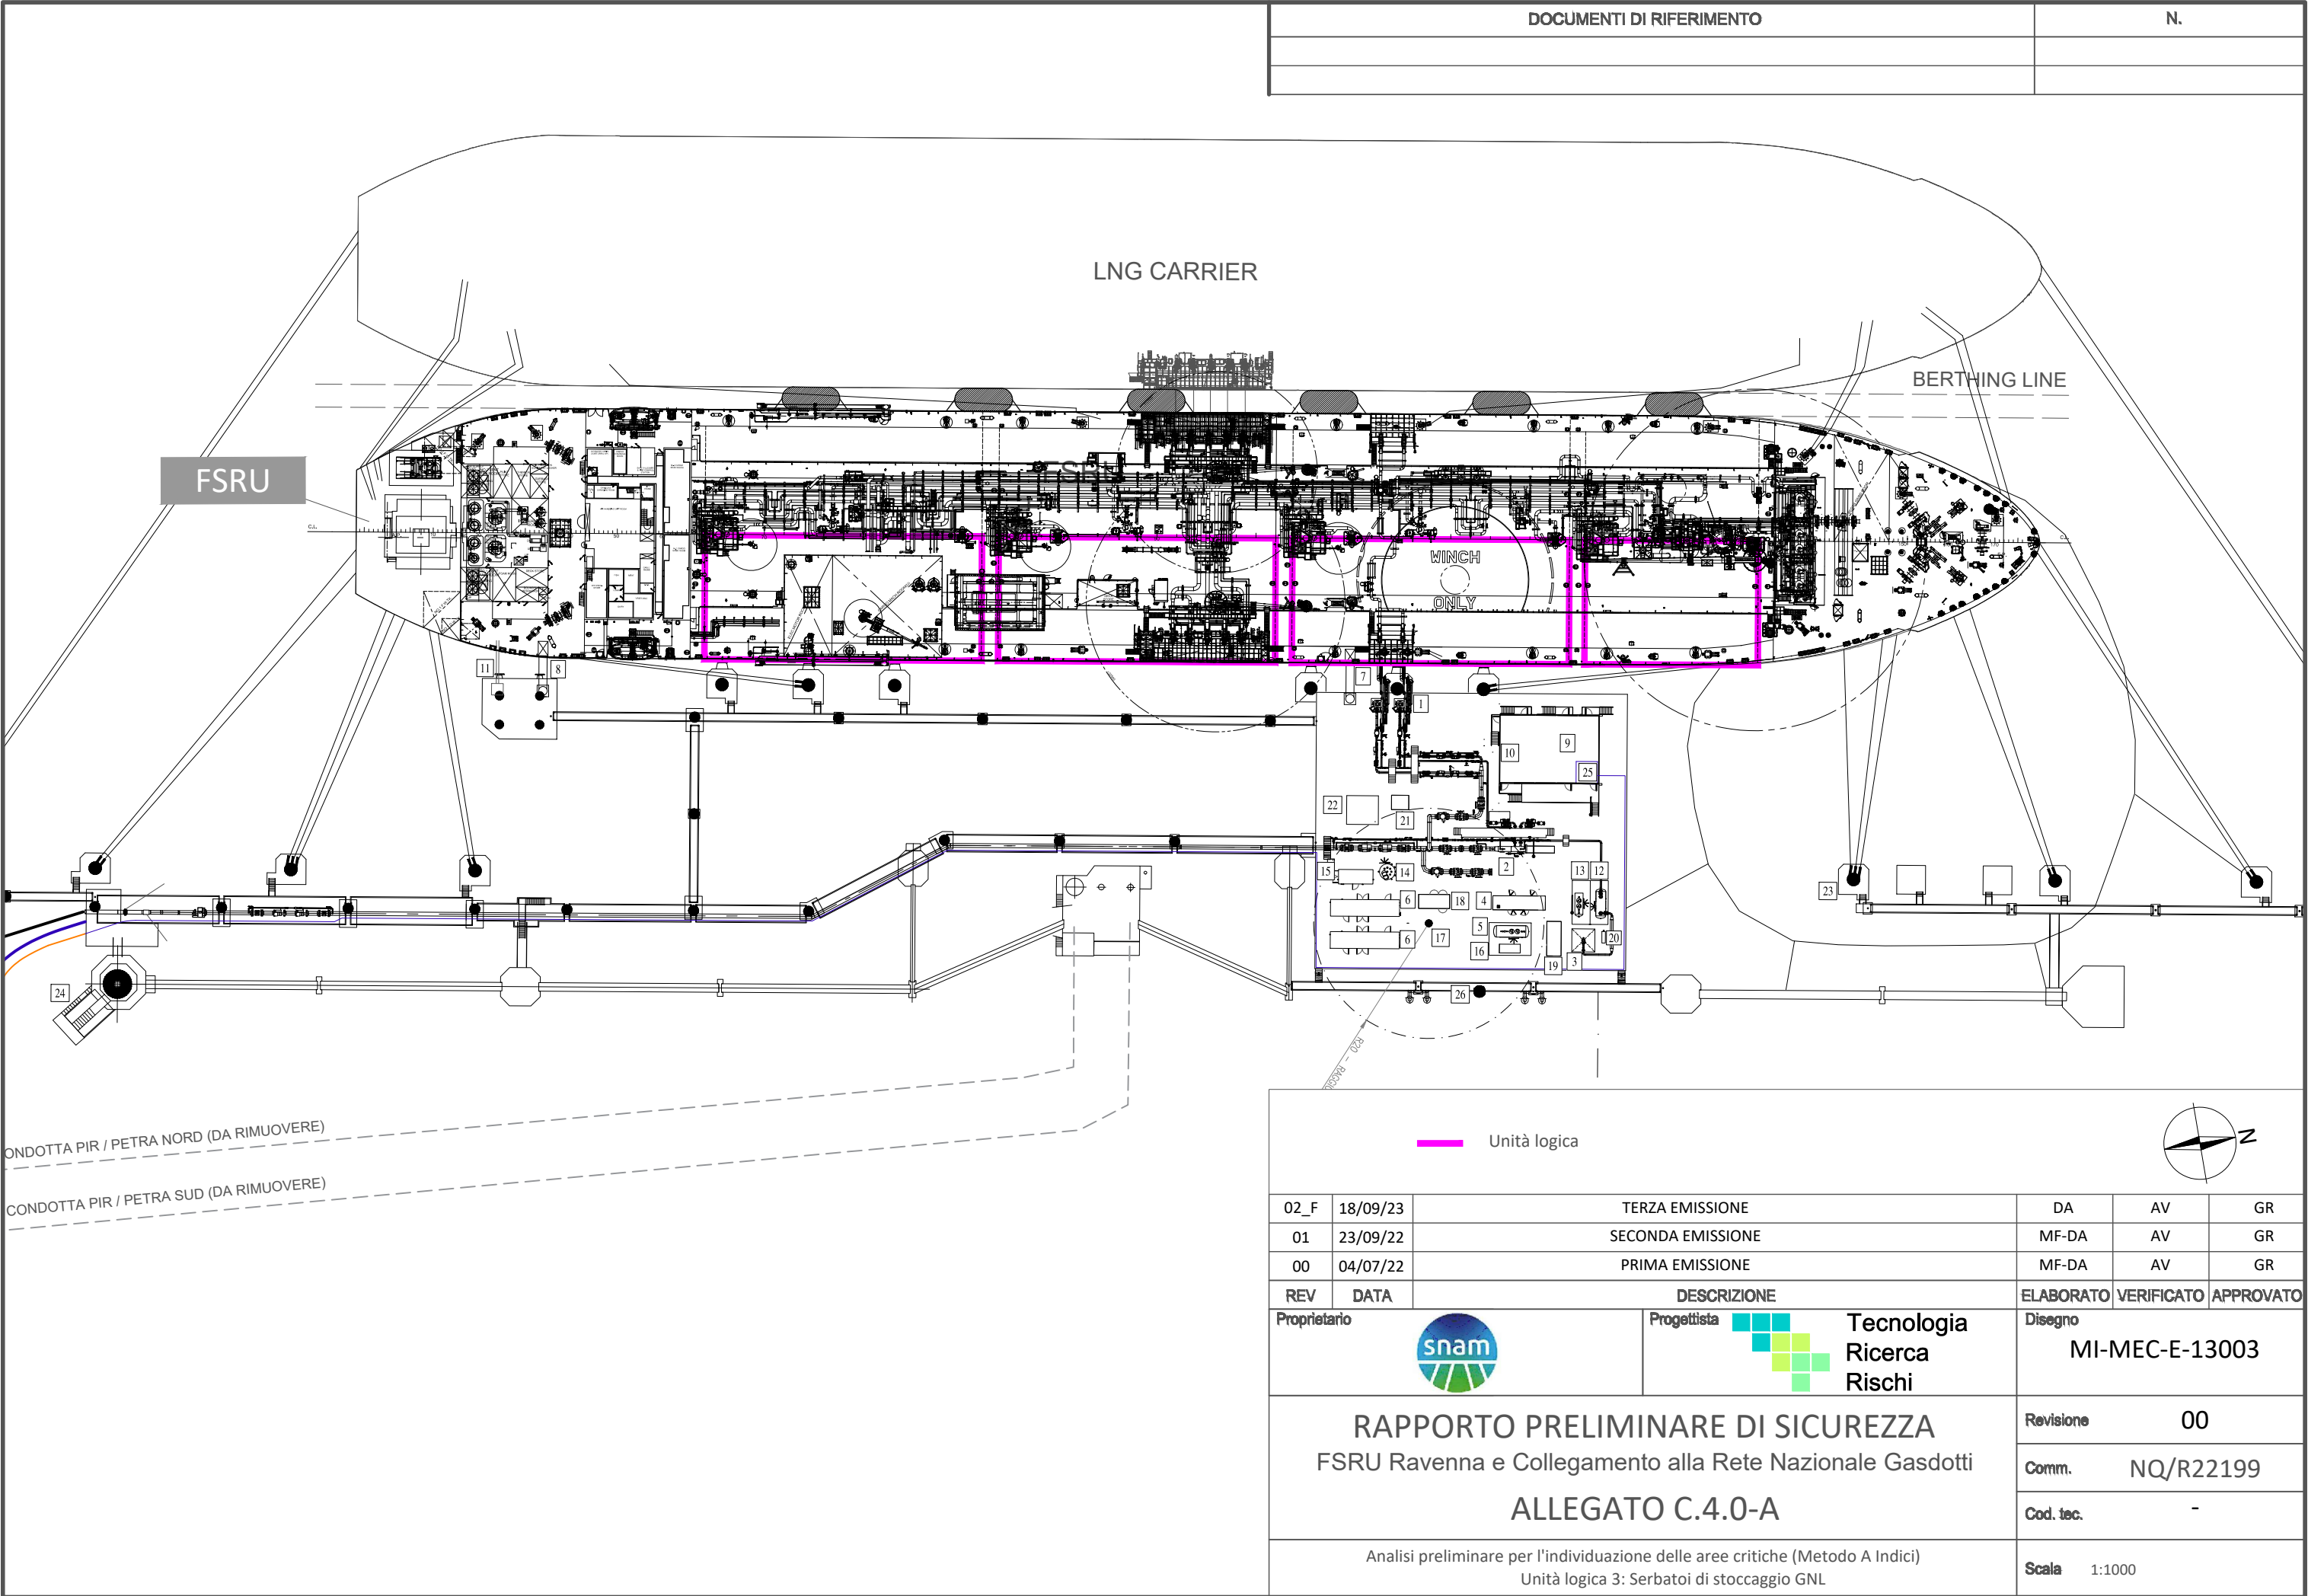 DOCUMENTI DI RIFERIMENTO N.
LNG CARRIER
BERTHING LINE
FSRU
FSRU
C.L.
WINCH
ONLY
11
8
7
1
10
9
25
22
21
15
14
2
13
12
6
18
4
5
6
17
16
19
3
20
23
24
26
R20 - RAGGIO
ONDOTTA PIR / PETRA NORD (DA RIMUOVERE)
CONDOTTA PIR / PETRA SUD (DA RIMUOVERE)
Unità logica
N
02_F 18/09/23 TERZA EMISSIONE DA AV GR
01 23/09/22 SECONDA EMISSIONE MF-DA AV GR
00 04/07/22 PRIMA EMISSIONE MF-DA AV GR
REV DATA DESCRIZIONE ELABORATO VERIFICATO APPROVATO
Proprietario
snam
Progettista
Tecnologia
Ricerca
Rischi
Disegno
MI-MEC-E-13003
RAPPORTO PRELIMINARE DI SICUREZZA
FSRU Ravenna e Collegamento alla Rete Nazionale Gasdotti
ALLEGATO C.4.0-A
Revisione 00
Comm. NQ/R22199
Cod. tec. -
Analisi preliminare per l'individuazione delle aree critiche (Metodo A Indici)
Unità logica 3: Serbatoi di stoccaggio GNL
Scala 1:1000